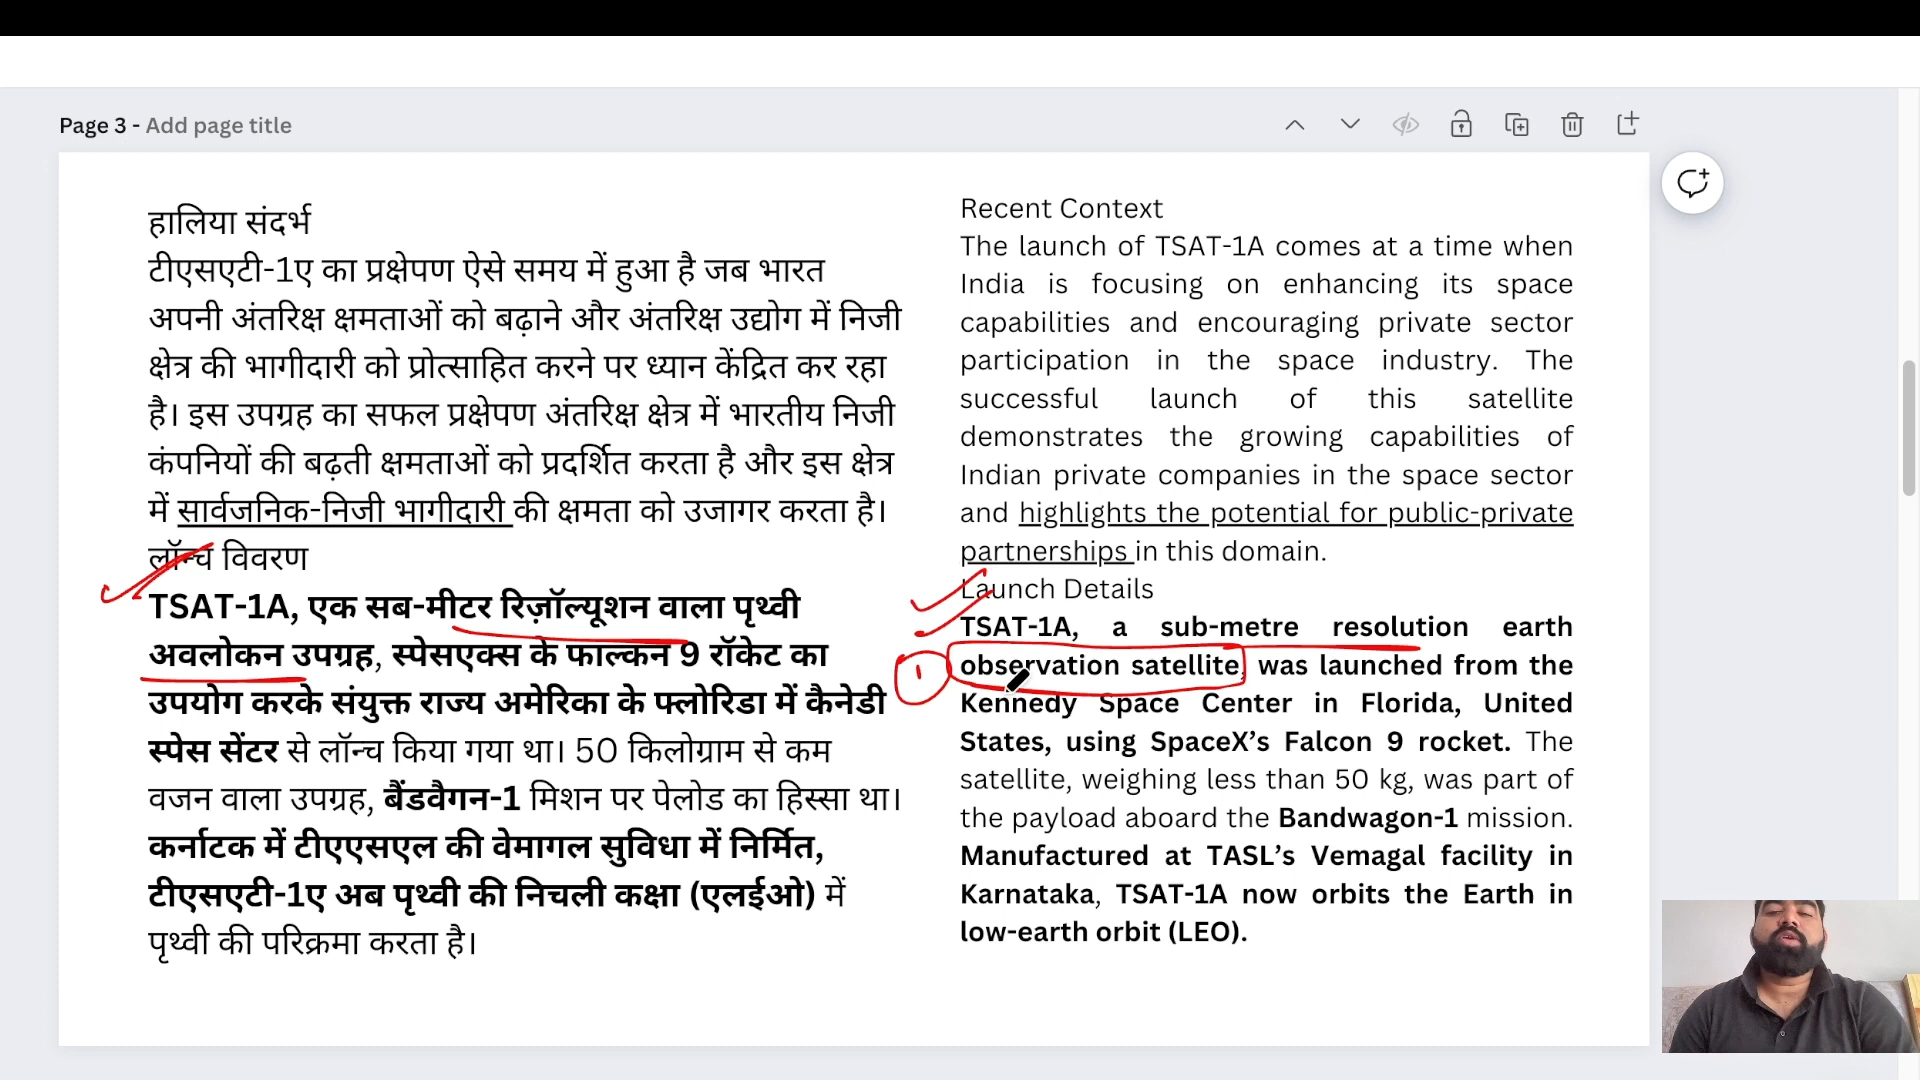 Page 3 - Add page title
हालिया संदर्भ
टीएसएटी-1ए का प्रक्षेपण ऐसे समय में हुआ है जब भारत
अपनी अंतरिक्ष क्षमताओं को बढ़ाने और अंतरिक्ष उद्योग में निजी
क्षेत्र की भागीदारी को प्रोत्साहित करने पर ध्यान केंद्रित कर रहा
है। इस उपग्रह का सफल प्रक्षेपण अंतरिक्ष क्षेत्र में भारतीय निजी
कंपनियों की बढ़ती क्षमताओं को प्रदर्शित करता है और इस क्षेत्र
में सार्वजनिक-निजी भागीदारी की क्षमता को उजागर करता है।
लॉन्च विवरण
TSAT-1A, एक सब-मीटर रिज़ॉल्यूशन वाला पृथ्वी
अवलोकन उपग्रह, स्पेसएक्स के फाल्कन 9 रॉकेट का
उपयोग करके संयुक्त राज्य अमेरिका के फ्लोरिडा में कैनेडी
स्पेस सेंटर से लॉन्च किया गया था। 50 किलोग्राम से कम
वजन वाला उपग्रह, बैंडवैगन-1 मिशन पर पेलोड का हिस्सा था।
कर्नाटक में टीएएसएल की वेमागल सुविधा में निर्मित,
टीएसएटी-1ए अब पृथ्वी की निचली कक्षा (एलईओ) में
पृथ्वी की परिक्रमा करता है।
Recent Context
The launch of TSAT-1A comes at a time when
India is focusing on enhancing its space
capabilities and encouraging private sector
participation in the space industry. The
successful launch of this satellite
demonstrates the growing capabilities of
Indian private companies in the space sector
and highlights the potential for public-private
partnerships in this domain.
Launch Details
TSAT-1A, a sub-metre resolution earth
1 observation satellite, was launched from the
Kennedy Space Center in Florida, United
States, using SpaceX's Falcon 9 rocket. The
satellite, weighing less than 50 kg, was part of
the payload aboard the Bandwagon-1 mission.
Manufactured at TASL's Vemagal facility in
Karnataka, TSAT-1A now orbits the Earth in
low-earth orbit (LEO).